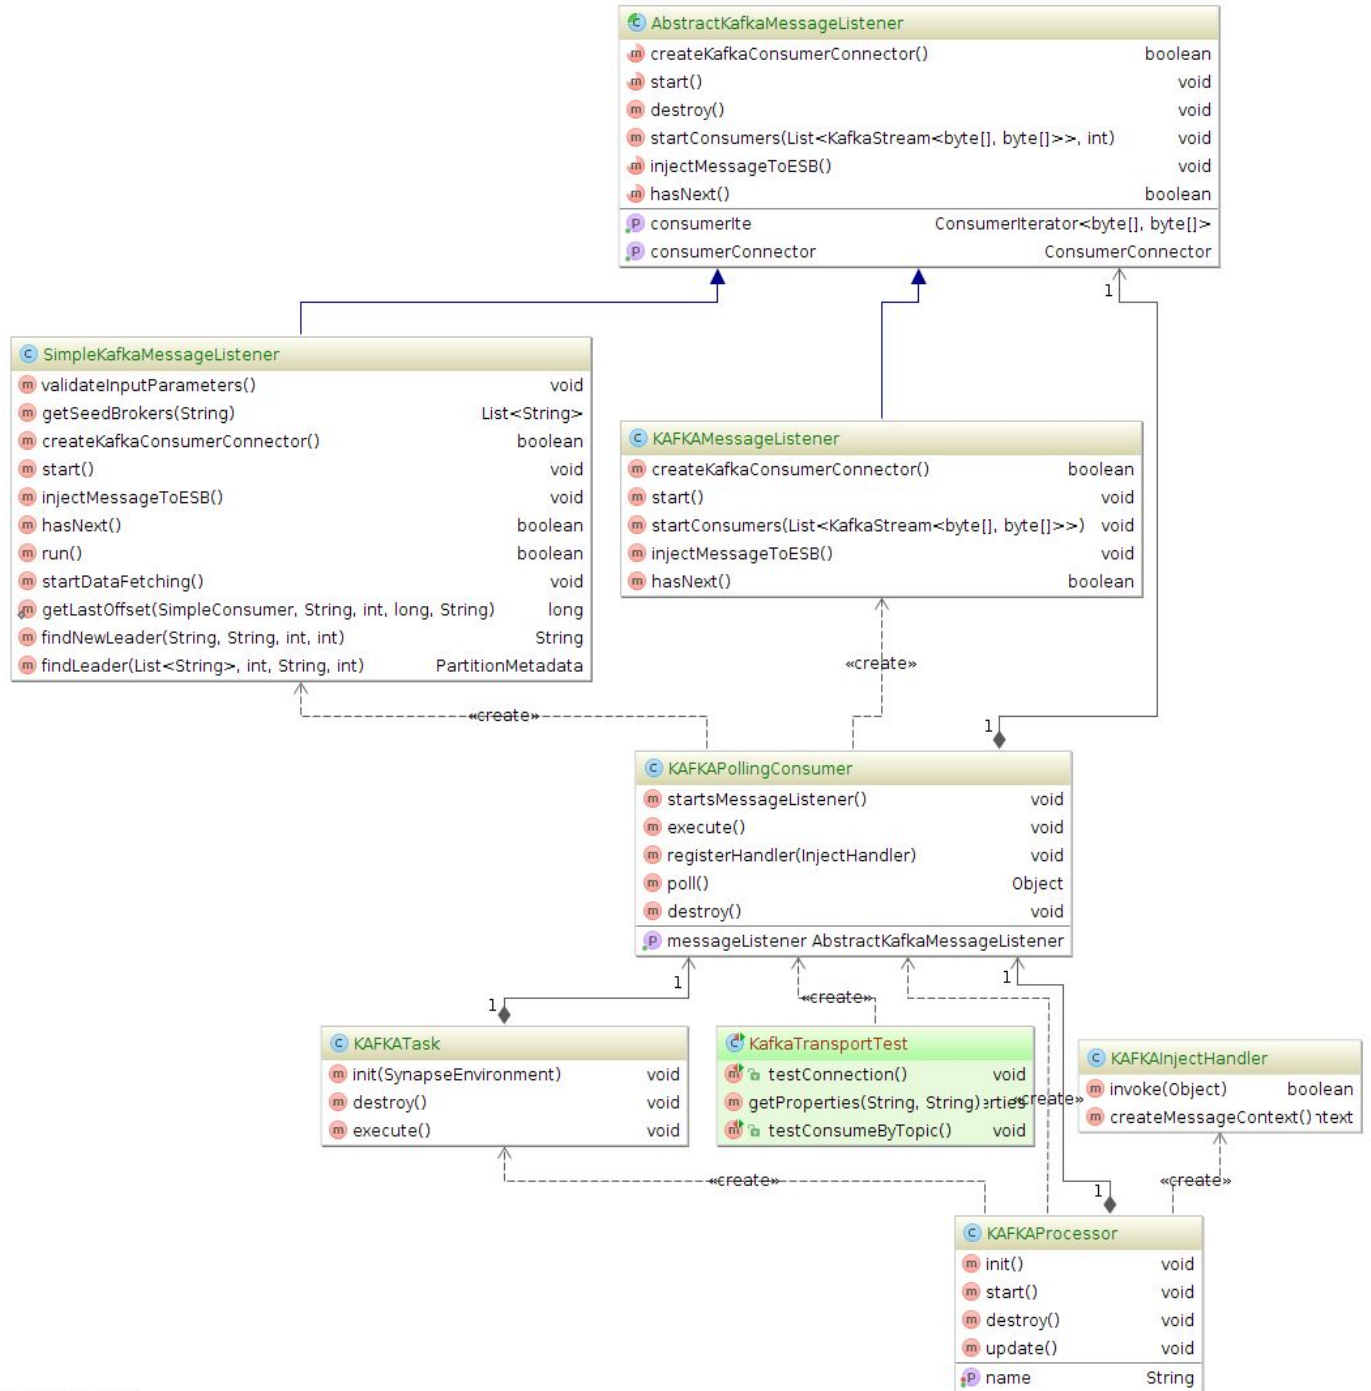 AbstractKafkaMessageListener
createKafkaConsumerConnector() boolean
start() void
destroy() void
startConsumers(List<KafkaStream<byte[], byte[]>>, int) void
injectMessageToESB() void
hasNext() boolean
consumerIte ConsumerIterator<byte[], byte[]>
consumerConnector ConsumerConnector
1
SimpleKafkaMessageListener
validateInputParameters() void
getSeedBrokers(String) List<String>
createKafkaConsumerConnector() boolean
start() void
injectMessageToESB() void
hasNext() boolean
run() boolean
startDataFetching() void
getLastOffset(SimpleConsumer, String, int, long, String) long
findNewLeader(String, String, int, int) String
findLeader(List<String>, int, String, int) PartitionMetadata
KAFKAMessageListener
createKafkaConsumerConnector() boolean
start() void
startConsumers(List<KafkaStream<byte[], byte[]>>) void
injectMessageToESB() void
hasNext() boolean
«create»
«create»
1
KAFKAPollingConsumer
startsMessageListener() void
execute() void
registerHandler(InjectHandler) void
poll() Object
destroy() void
messageListener AbstractKafkaMessageListener
1
1
«create»
1
KAFKATask
init(SynapseEnvironment) void
destroy() void
execute() void
KafkaTransportTest
testConnection() void
getProperties(String, String)
testConsumeByTopic() void
«create»
KAFKAInjectHandler
invoke(Object) boolean
createMessageContext()
«create»
1
«create»
KAFKAProcessor
init() void
start() void
destroy() void
update() void
name String